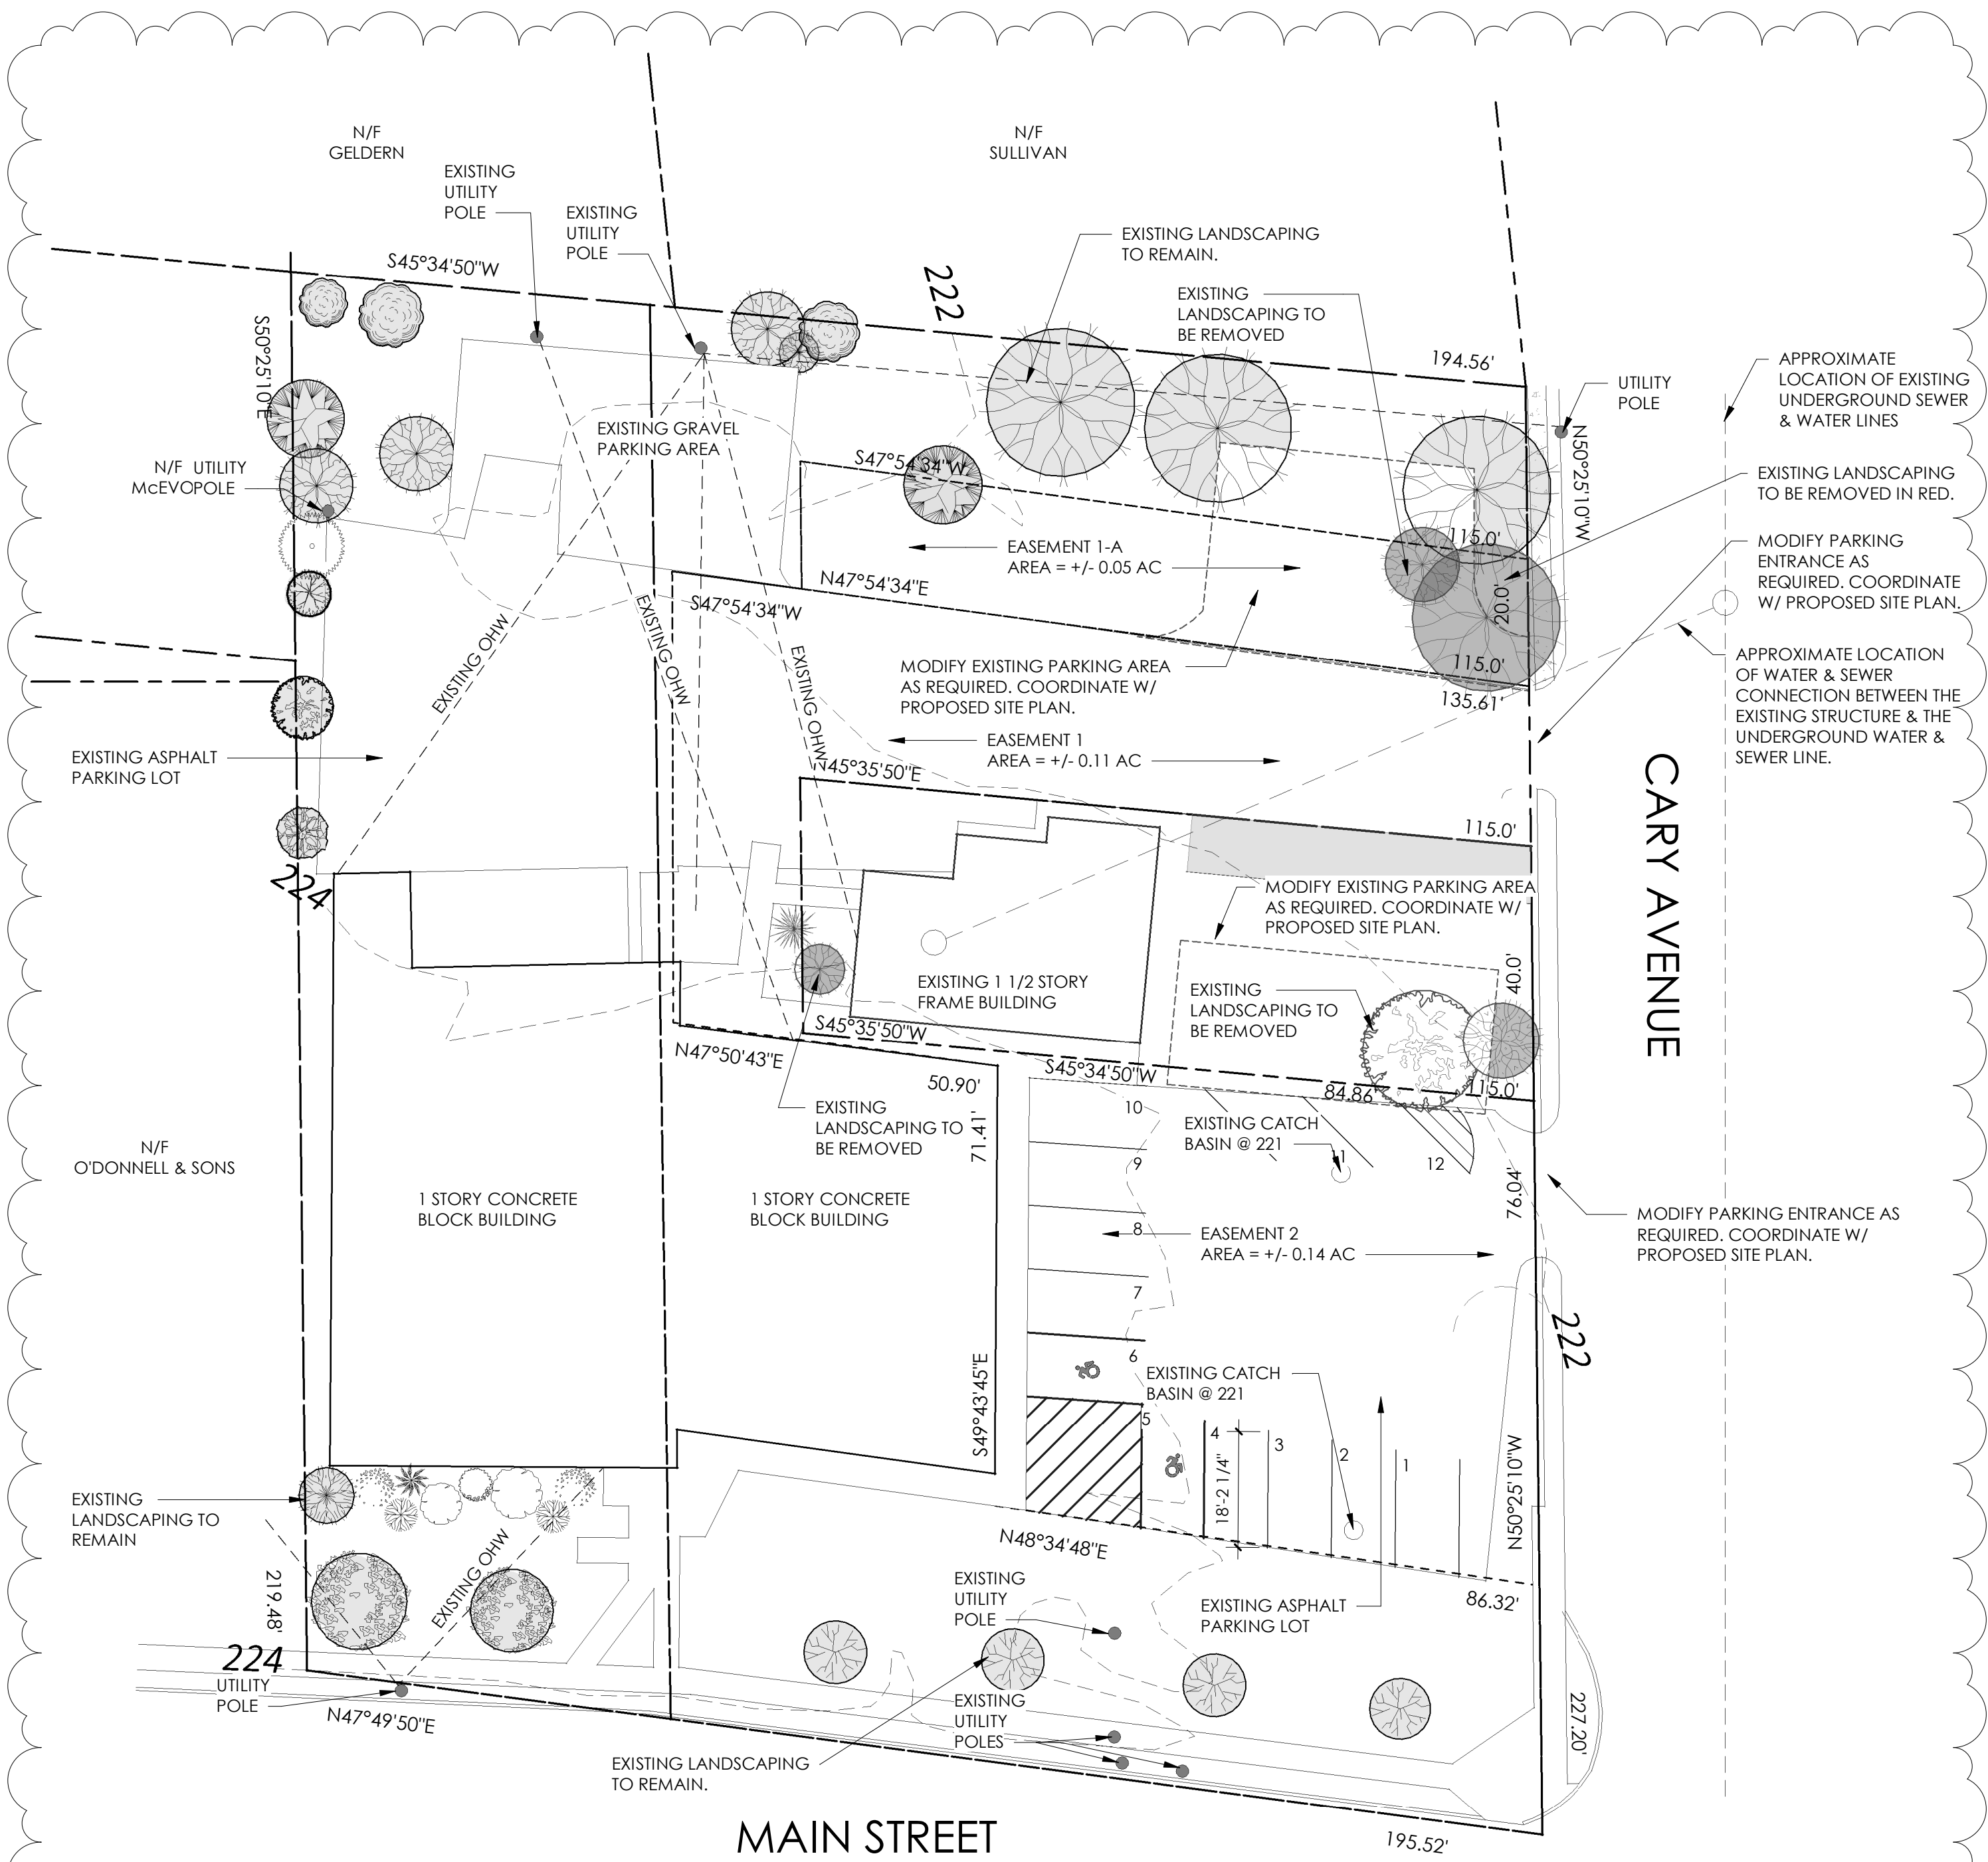 N/F
GELDERN
N/F
SULLIVAN
EXISTING
UTILITY
POLE
EXISTING
UTILITY
POLE
EXISTING LANDSCAPING
TO REMAIN.
S45°34'50"W
222
EXISTING
LANDSCAPING TO
BE REMOVED
194.56'
UTILITY
POLE
APPROXIMATE
LOCATION OF EXISTING
UNDERGROUND SEWER
& WATER LINES
S50°25'10"E
EXISTING GRAVEL
PARKING AREA
N/F UTILITY
McEVOPOLE
S47°54'34"W
N50°25'10"W
EXISTING LANDSCAPING
TO BE REMOVED IN RED.
115.0'
EASEMENT 1-A
AREA = +/- 0.05 AC
MODIFY PARKING
ENTRANCE AS
REQUIRED. COORDINATE
W/ PROPOSED SITE PLAN.
N47°54'34"E
S47°54'34"W
20.0'
EXISTING OHW
EXISTING OHW
EXISTING OHW
MODIFY EXISTING PARKING AREA
AS REQUIRED. COORDINATE W/
PROPOSED SITE PLAN.
115.0'
135.61'
APPROXIMATE LOCATION
OF WATER & SEWER
CONNECTION BETWEEN THE
EXISTING STRUCTURE & THE
UNDERGROUND WATER &
SEWER LINE.
EXISTING ASPHALT
PARKING LOT
EASEMENT 1
AREA = +/- 0.11 AC
N45°35'50"E
115.0'
CARY AVENUE
224
MODIFY EXISTING PARKING AREA
AS REQUIRED. COORDINATE W/
PROPOSED SITE PLAN.
EXISTING 1 1/2 STORY
FRAME BUILDING
EXISTING
LANDSCAPING TO
BE REMOVED
40.0'
S45°35'50"W
N47°50'43"E
50.90'
S45°34'50"W
84.86'
115.0'
EXISTING
LANDSCAPING TO
BE REMOVED
71.41'
10
EXISTING CATCH
BASIN @ 221
9
12
N/F
O'DONNELL & SONS
1 STORY CONCRETE
BLOCK BUILDING
1 STORY CONCRETE
BLOCK BUILDING
76.04'
8
EASEMENT 2
AREA = +/- 0.14 AC
MODIFY PARKING ENTRANCE AS
REQUIRED. COORDINATE W/
PROPOSED SITE PLAN.
7
222
6
EXISTING CATCH
BASIN @ 221
S49°43'45"E
5
4
3
2
1
18'-2 1/4"
N50°25'10"W
EXISTING
LANDSCAPING TO
REMAIN
N48°34'48"E
EXISTING OHW
219.48'
EXISTING
UTILITY
POLE
EXISTING ASPHALT
PARKING LOT
86.32'
224
UTILITY
POLE
N47°49'50"E
EXISTING
UTILITY
POLES
227.20'
EXISTING LANDSCAPING
TO REMAIN.
MAIN STREET
195.52'